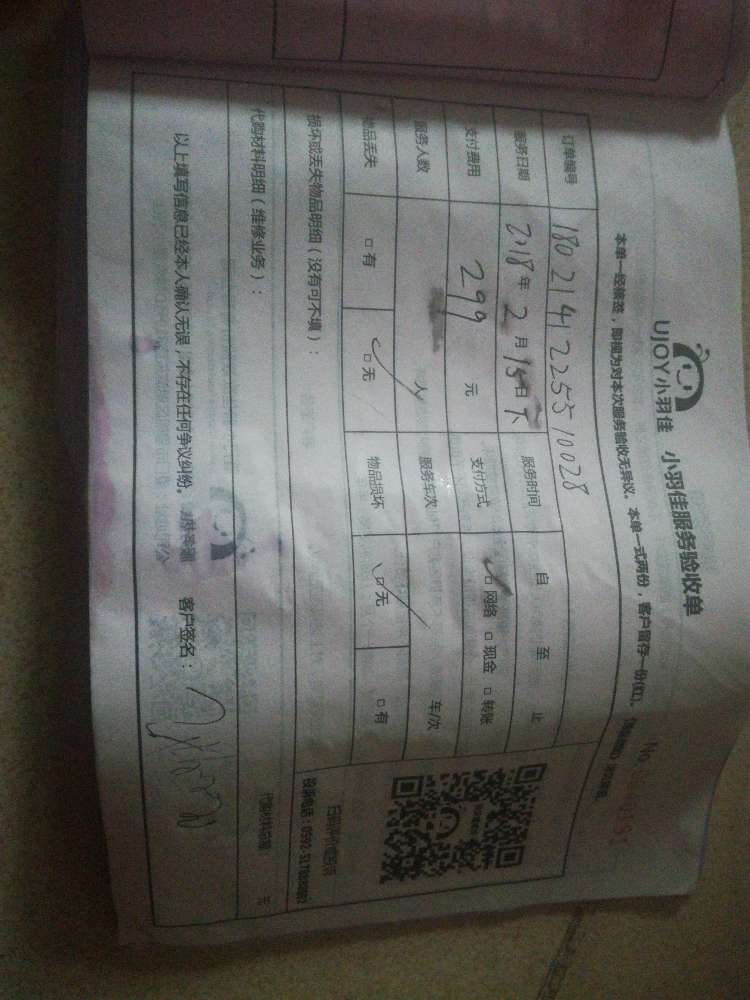 UJOY小羽佳 小羽佳服务验收单
本单一经核签，即视为对本次服务验收无异议。本单一式两份，客户留存一份(红)。
No
订单编号 1802141225510028
服务日期 2018年2月15日下 服务时间 自 至 止
支付费用 299 元 支付方式 □网络 □现金 □转账
服务人数 人 服务车次 车/次
物品丢失 □有 □无 物品损坏 □无 □有
损坏或丢失物品明细（没有可不填）：
代购材料明细（维修业务）： 元
以上填写信息已经本人确认无误，不存在任何争议纠纷。 客户签名：